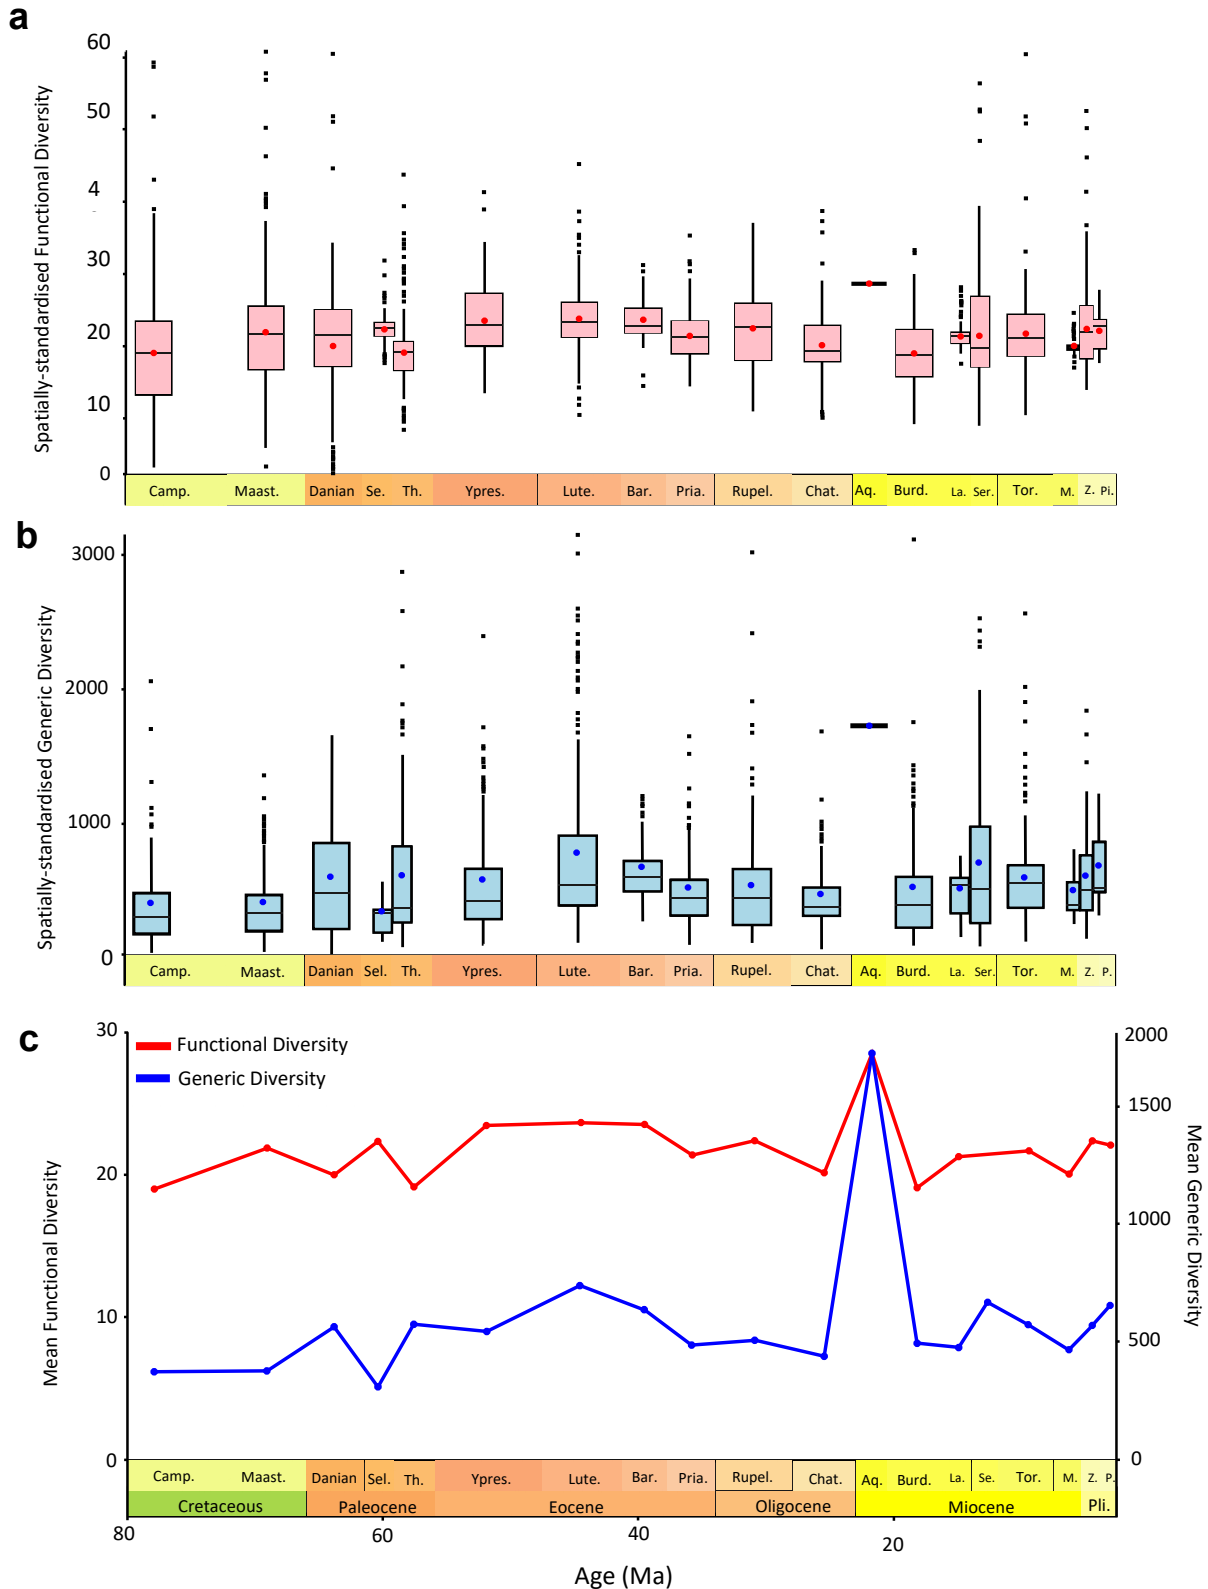 a
Spatially-standardised Functional Diversity
60
50
4
30
20
10
0
Camp. Maast. Danian Se. Th. Ypres. Lute. Bar. Pria. Rupel. Chat. Aq. Burd. La. Ser. Tor. M. Z. Pi.
b
Spatially-standardised Generic Diversity
3000
2000
1000
0
Camp. Maast. Danian Sel. Th. Ypres. Lute. Bar. Pria. Rupel. Chat. Aq. Burd. La. Ser. Tor. M. Z. P.
c
Mean Functional Diversity
30
20
10
0
Functional Diversity
Generic Diversity
2000
1500
1000
500
0
Mean Generic Diversity
Camp. Maast. Danian Sel. Th. Ypres. Lute. Bar. Pria. Rupel. Chat. Aq. Burd. La. Se. Tor. M. Z. P.
Cretaceous Paleocene Eocene Oligocene Miocene Pli.
80 60 40 20
Age (Ma)